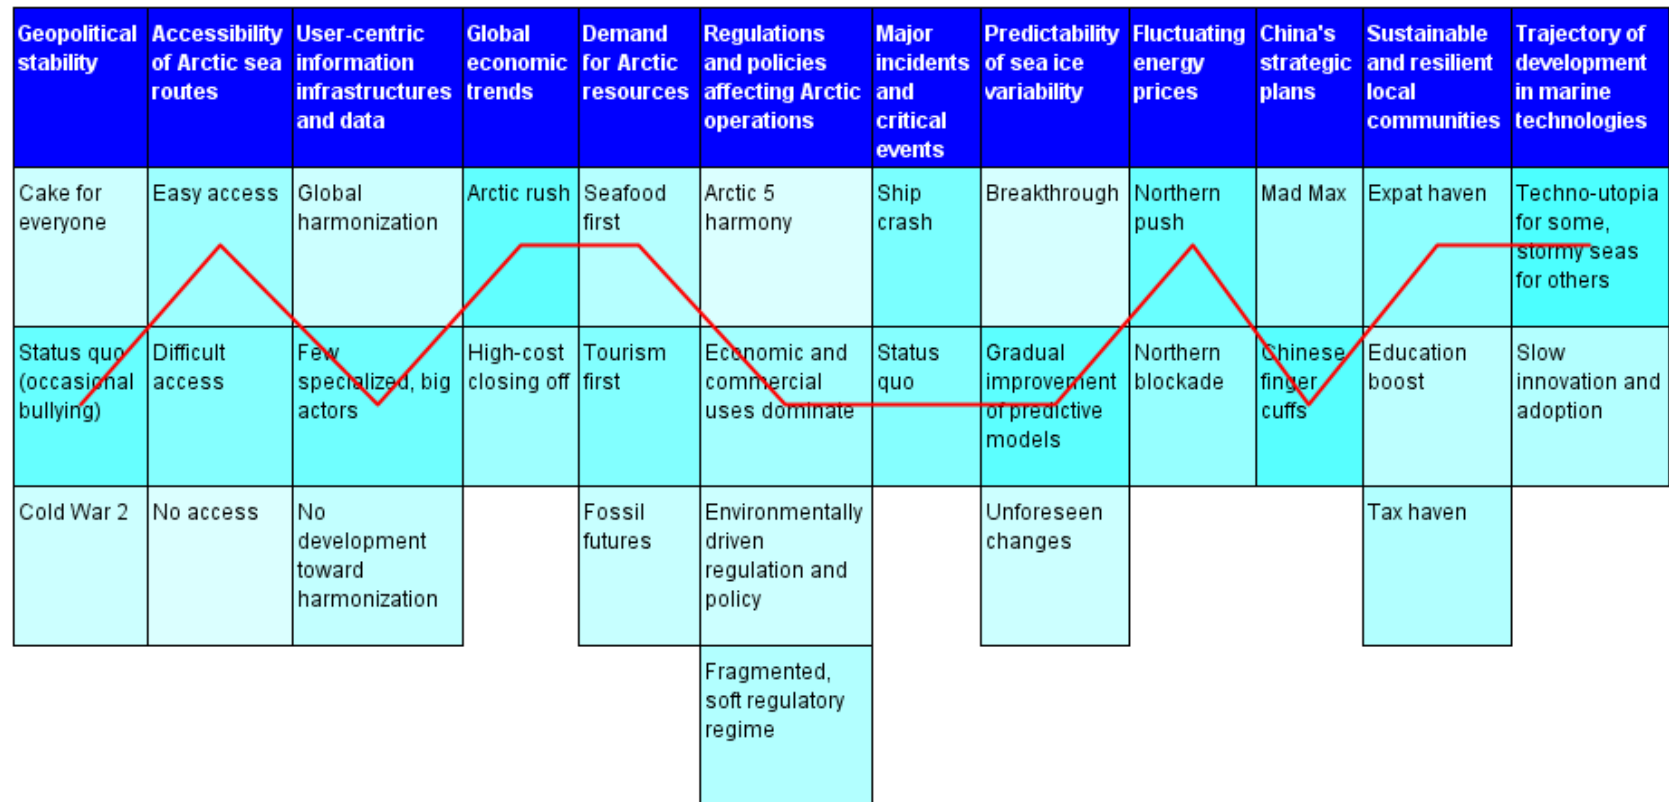 Geopolitical
stability
Accessibility
of Arctic sea
routes
User-centric
information
infrastructures
and data
Global
economic
trends
Demand
for Arctic
resources
Regulations
and policies
affecting Arctic
operations
Major
incidents
and
critical
events
Predictability
of sea ice
variability
Fluctuating
energy
prices
China's
strategic
plans
Sustainable
and resilient
local
communities
Trajectory of
development
in marine
technologies
Cake for
everyone
Easy access
Global
harmonization
Arctic rush
Seafood
first
Arctic 5
harmony
Ship
crash
Breakthrough
Northern
push
Mad Max
Expat haven
Techno-utopia
for some,
stormy seas
for others
Status quo
(occasional
bullying)
Difficult
access
Few
specialized, big
actors
High-cost
closing off
Tourism
first
Economic and
commercial
uses dominate
Status
quo
Gradual
improvement
of predictive
models
Northern
blockade
Chinese
finger
cuffs
Education
boost
Slow
innovation and
adoption
Cold War 2
No access
No
development
toward
harmonization
Fossil
futures
Environmentally
driven
regulation and
policy
Unforeseen
changes
Tax haven
Fragmented,
soft regulatory
regime